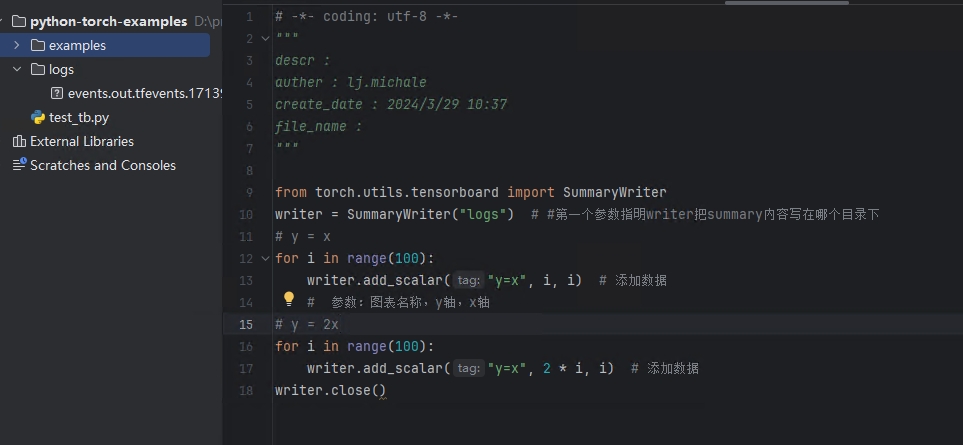 python-torch-examples D:\p
examples
logs
events.out.tfevents.1713
test_tb.py
External Libraries
Scratches and Consoles
1 # -*- coding: utf-8 -*-
2 """
3 descr :
4 auther : lj.michale
5 create_date : 2024/3/29 10:37
6 file_name :
7 """
8
9 from torch.utils.tensorboard import SummaryWriter
10 writer = SummaryWriter("logs") # #第一个参数指明writer把summary内容写在哪个目录下
11 # y = x
12 for i in range(100):
13 writer.add_scalar( tag: "y=x", i, i) # 添加数据
14 # 参数：图表名称，y轴，x轴
15 # y = 2x
16 for i in range(100):
17 writer.add_scalar( tag: "y=x", 2 * i, i) # 添加数据
18 writer.close()